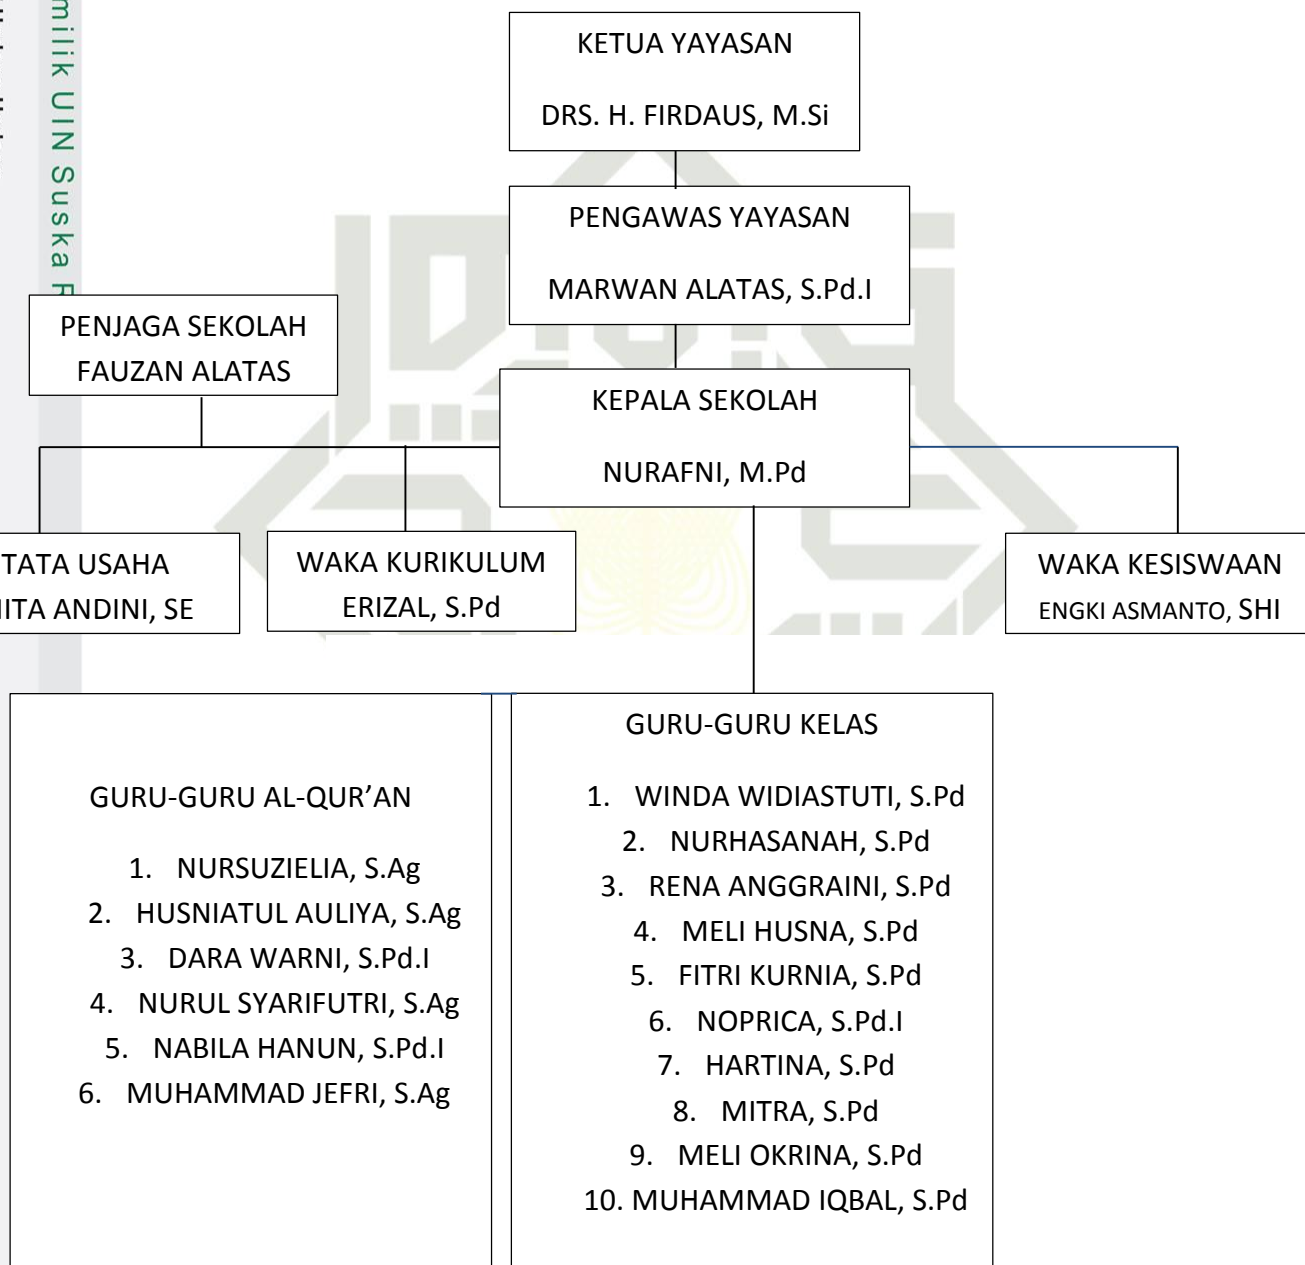 milik UIN Suska
KETUA YAYASAN
DRS. H. FIRDAUS, M.Si
PENGAWAS YAYASAN
MARWAN ALATAS, S.Pd.I
PENJAGA SEKOLAH
FAUZAN ALATAS
KEPALA SEKOLAH
NURAFNI, M.Pd
TATA USAHA
ANDINI, SE
WAKA KURIKULUM
ERIZAL, S.Pd
WAKA KESISWAAN
ENGKI ASMANTO, SHI
GURU-GURU AL-QUR’AN
1. NURSUZIELIA, S.Ag
2. HUSNIATUL AULIYA, S.Ag
3. DARA WARNI, S.Pd.I
4. NURUL SYARIFUTRI, S.Ag
5. NABILA HANUN, S.Pd.I
6. MUHAMMAD JEFRI, S.Ag
GURU-GURU KELAS
1. WINDA WIDIASTUTI, S.Pd
2. NURHASANAH, S.Pd
3. RENA ANGGRAINI, S.Pd
4. MELI HUSNA, S.Pd
5. FITRI KURNIA, S.Pd
6. NOPRICA, S.Pd.I
7. HARTINA, S.Pd
8. MITRA, S.Pd
9. MELI OKRINA, S.Pd
10. MUHAMMAD IQBAL, S.Pd